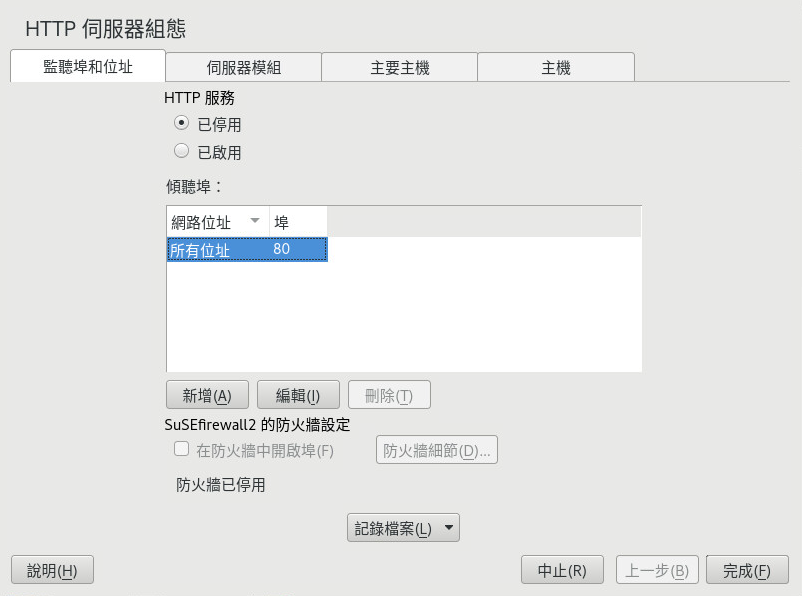 HTTP 伺服器組態
監聽埠和位址 伺服器模組 主要主機 主機
HTTP 服務
已停用
已啟用
傾聽埠：
網路位址 埠
所有位址 80
新增(A) 編輯(I) 刪除(T)
SuSEfirewall2 的防火牆設定
在防火牆中開啟埠(F) 防火牆細節(D)...
防火牆已停用
記錄檔案(L)
說明(H) 中止(R) 上一步(B) 完成(F)